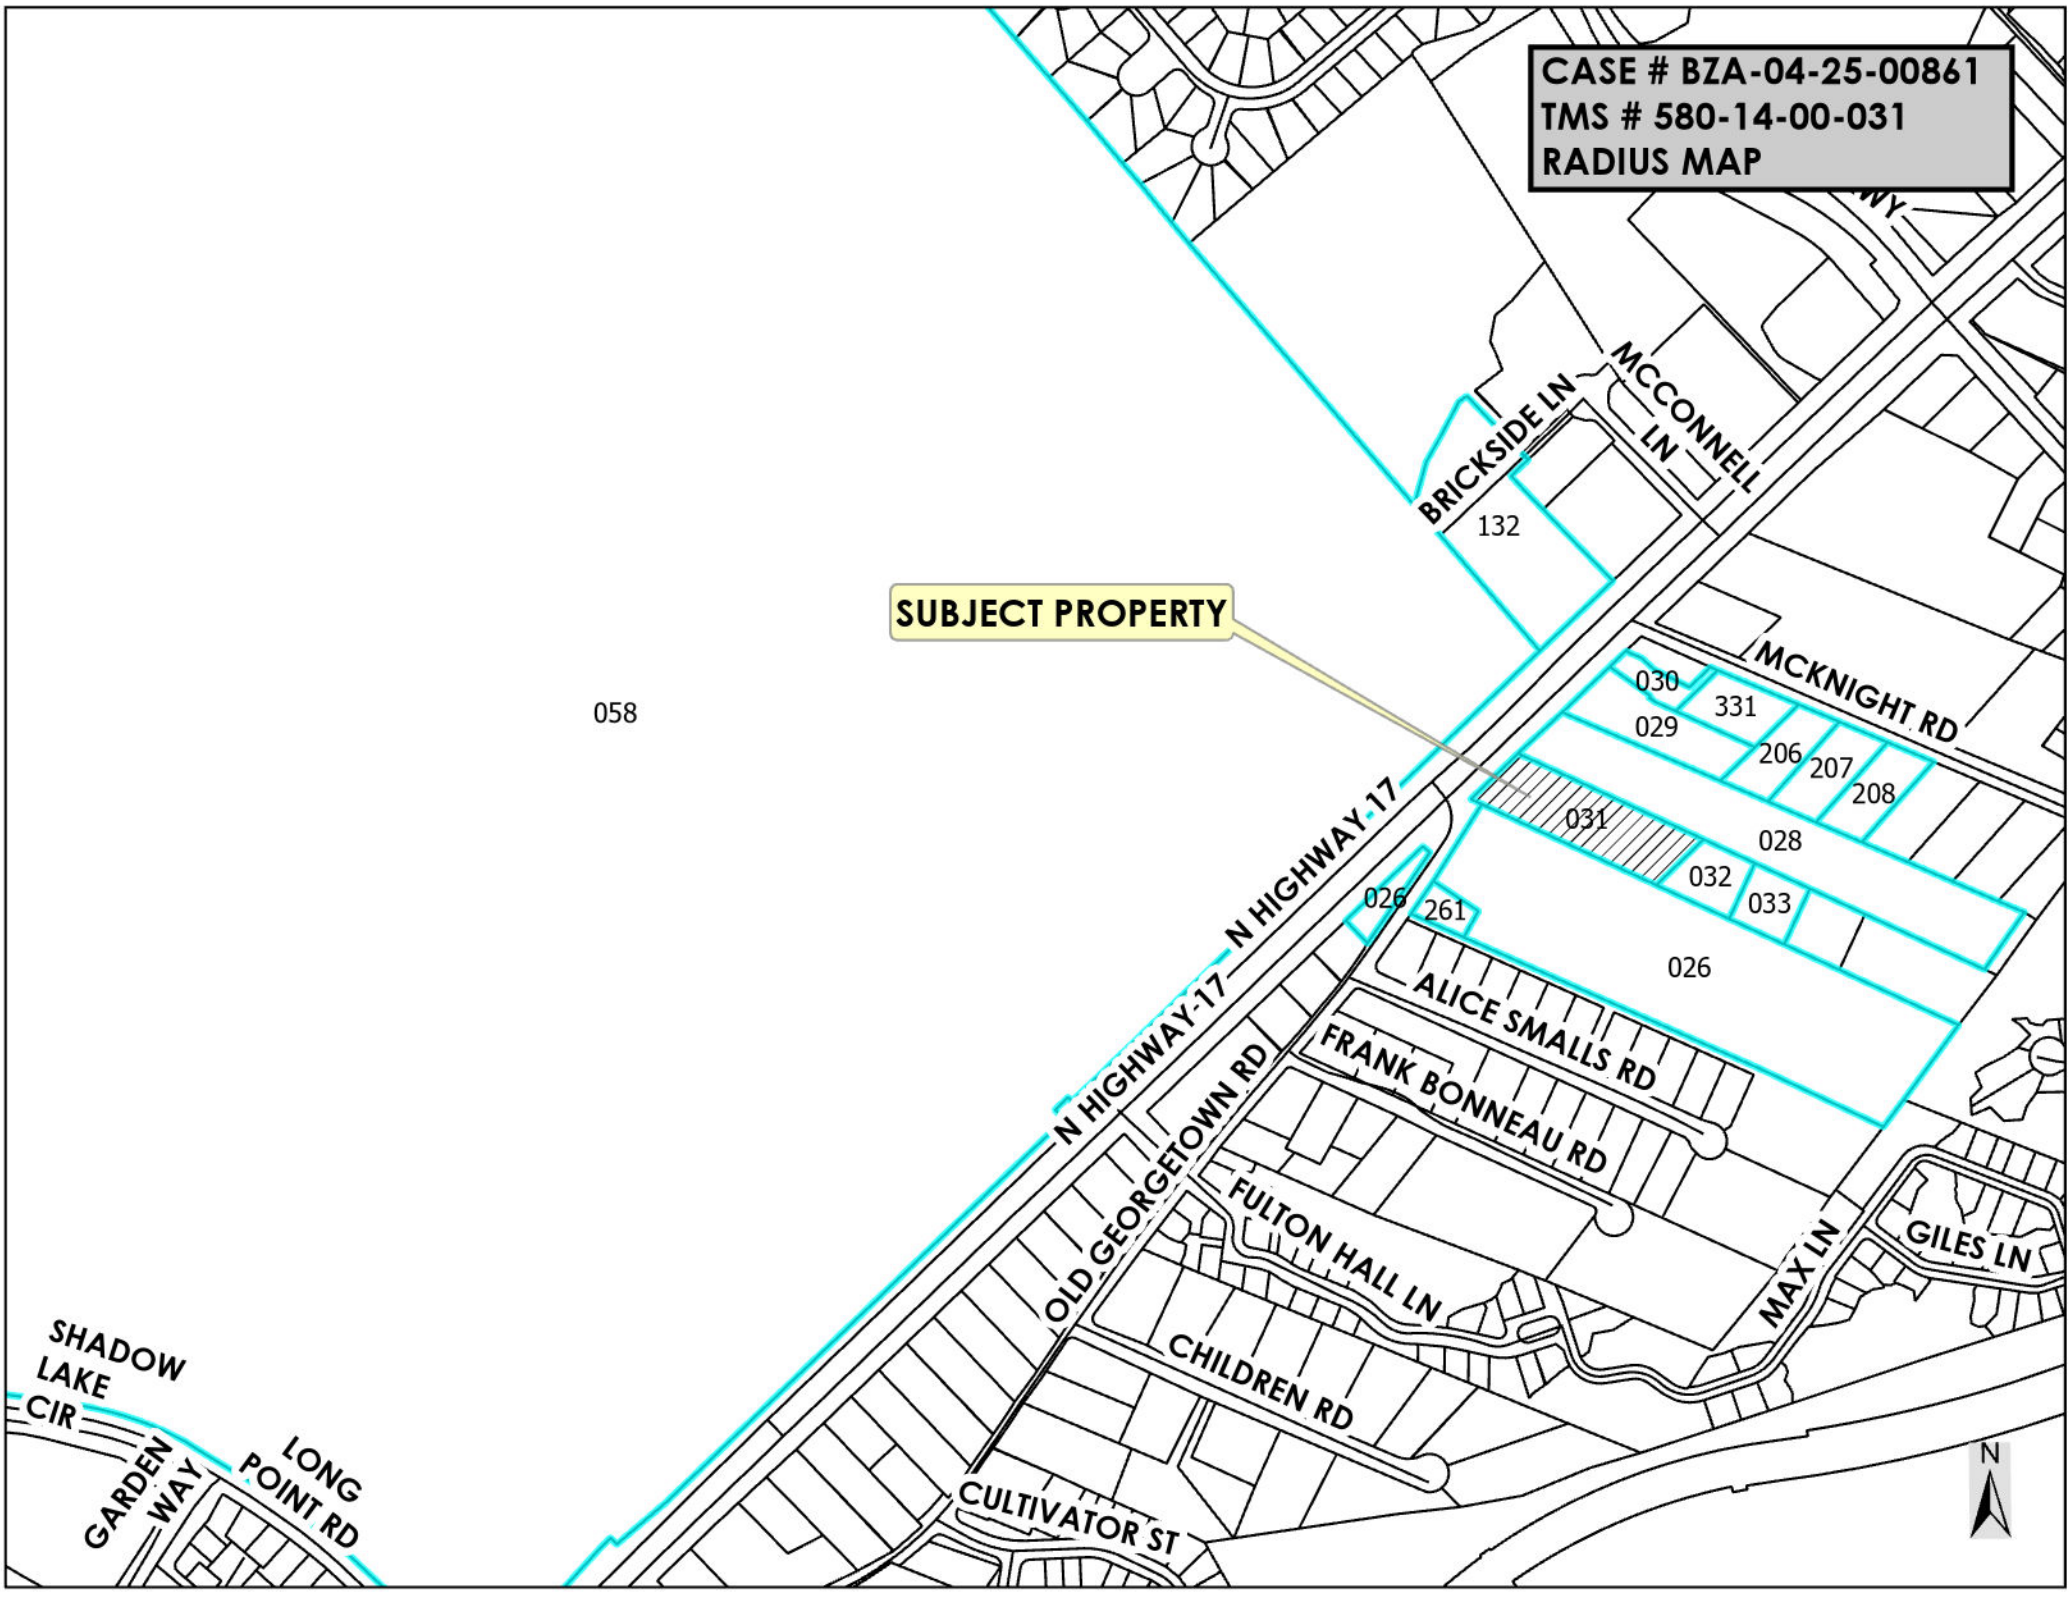 CASE # BZA-04-25-00861
TMS # 580-14-00-031
RADIUS MAP
WY
MCCONNELL
LN
BRICKSIDE LN
132
SUBJECT PROPERTY
058
MCKNIGHT RD
030
331
029
206
207
208
031
028
032
033
026
261
026
N HIGHWAY 17
N HIGHWAY 17
ALICE SMALLS RD
FRANK BONNEAU RD
OLD GEORGETOWN RD
FULTON HALL LN
MAX LN
GILES LN
CHILDREN RD
CULTIVATOR ST
SHADOW
LAKE
CIR
GARDEN
WAY
LONG
POINT RD
N